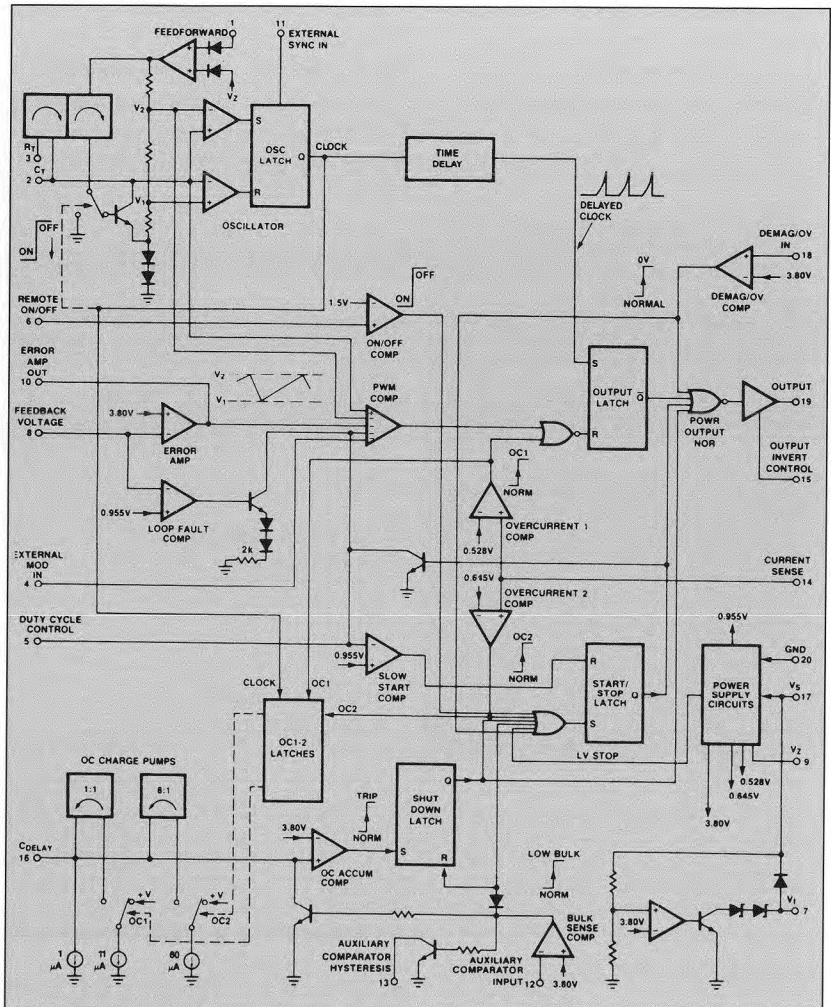 FEEDFORWARD
1
11
EXTERNAL
SYNC IN
V2
VZ
RT
3
CT
2
V1
S
OSC
LATCH
Q
R
OSCILLATOR
CLOCK
TIME
DELAY
DELAYED
CLOCK
OFF
ON
REMOTE
ON/OFF
6
1.5V
OFF
ON
ON/OFF
COMP
0V
NORMAL
DEMAG/OV
IN
18
3.80V
DEMAG/OV
COMP
ERROR
AMP
OUT
10
V2
V1
PWM
COMP
FEEDBACK
VOLTAGE
8
3.80V
ERROR
AMP
0.955V
LOOP FAULT
COMP
2k
S
OUTPUT
LATCH
Q
R
POWR
OUTPUT
NOR
OUTPUT
19
OUTPUT
INVERT
CONTROL
15
OC1
NORM
OVERCURRENT 1
COMP
0.528V
EXTERNAL
MOD
IN
4
0.645V
OVERCURRENT 2
COMP
CURRENT
SENSE
14
DUTY CYCLE
CONTROL
5
0.955V
SLOW
START
COMP
OC2
NORM
R
START/
STOP
LATCH
Q
S
LV STOP
0.955V
GND
20
POWER
SUPPLY
CIRCUITS
VS
17
VZ
9
0.528V
0.645V
3.80V
CLOCK
OC1
OC2
OC1-2
LATCHES
OC CHARGE PUMPS
1:1
6:1
CDELAY
16
3.80V
OC ACCUM
COMP
TRIP
NORM
Q
SHUT
DOWN
LATCH
S
R
LOW BULK
NORM
+V
OC1
+V
OC2
1
µA
11
µA
60
µA
AUXILIARY
COMPARATOR
HYSTERESIS
13
BULK
SENSE
COMP
AUXILIARY
COMPARATOR
INPUT
12
3.80V
3.80V
V1
7